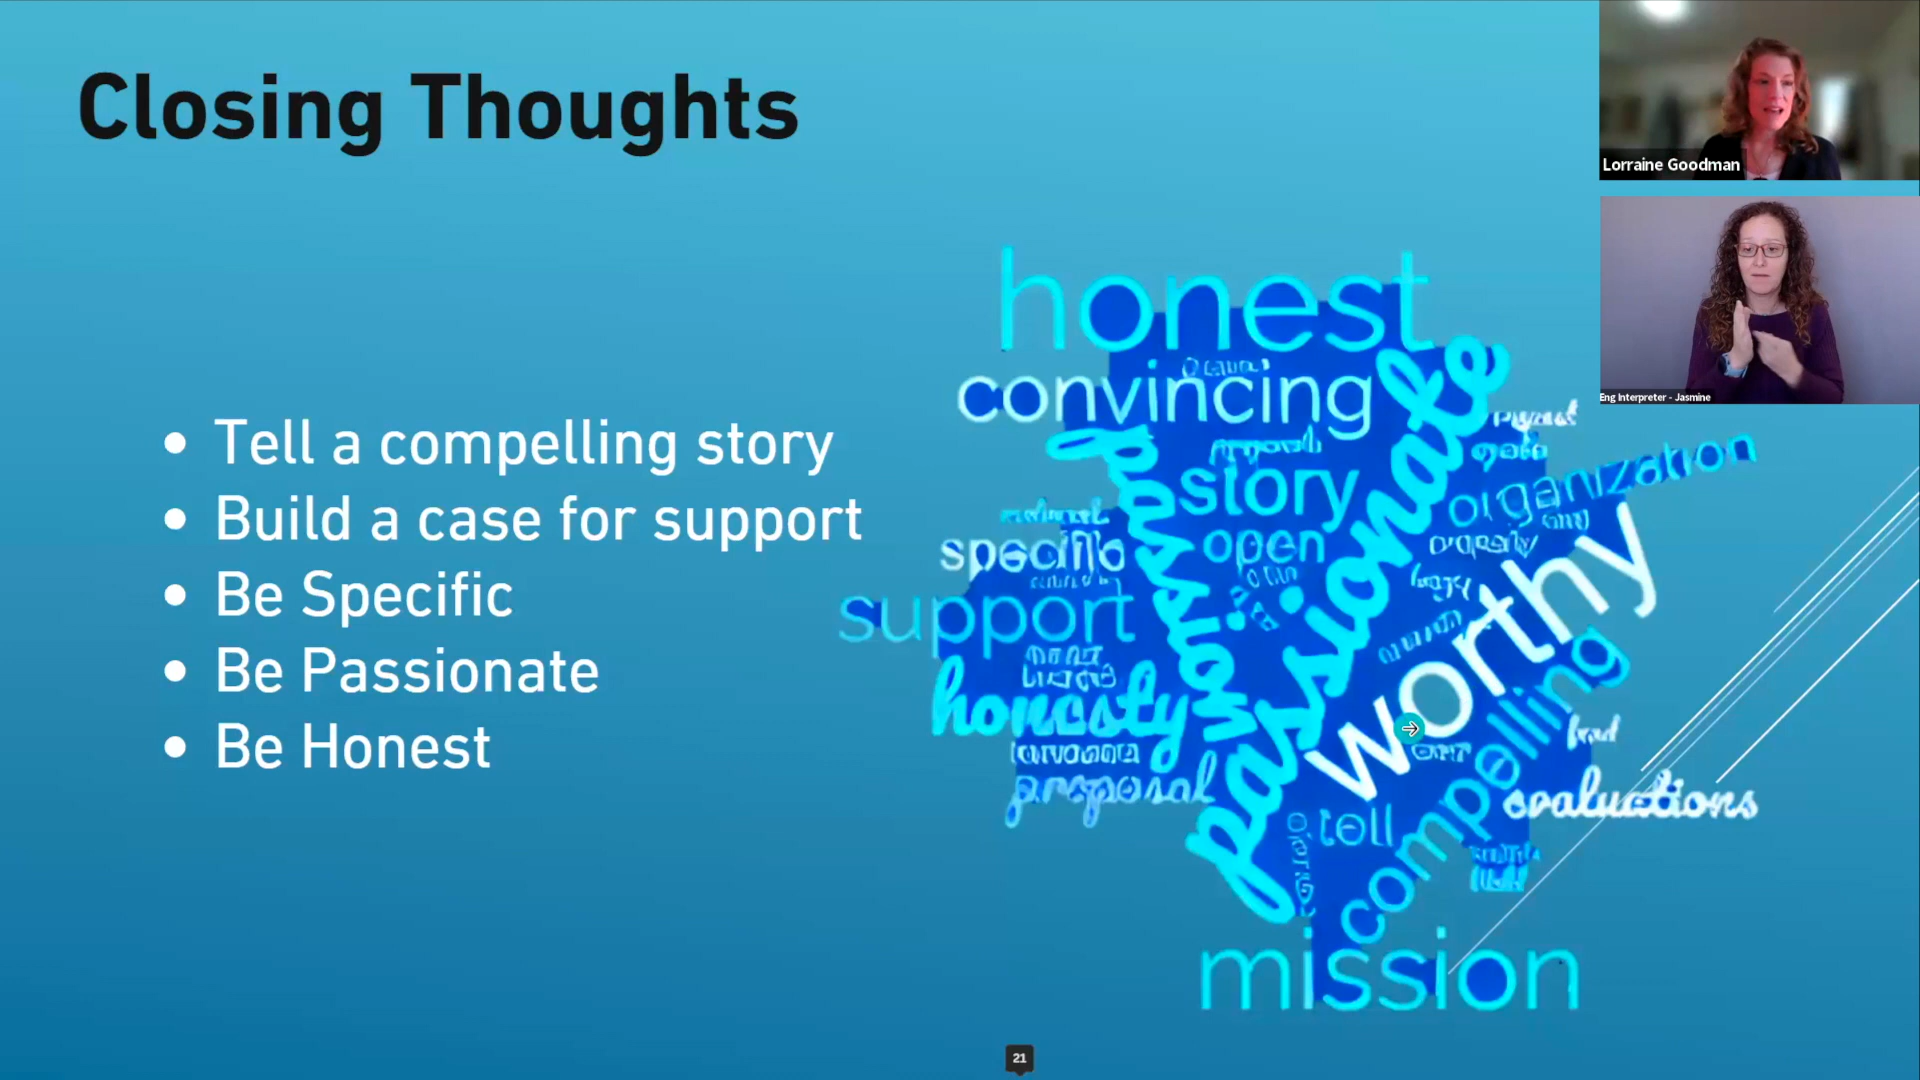 Closing Thoughts
Lorraine Goodman
Eng Interpreter - Jasmine
• Tell a compelling story
• Build a case for support
• Be Specific
• Be Passionate
• Be Honest
honest
convincing
passionate
passion
story
organization
specific
open
support
worthy
honesty
compelling
proposal
evaluations
tell
mission
21